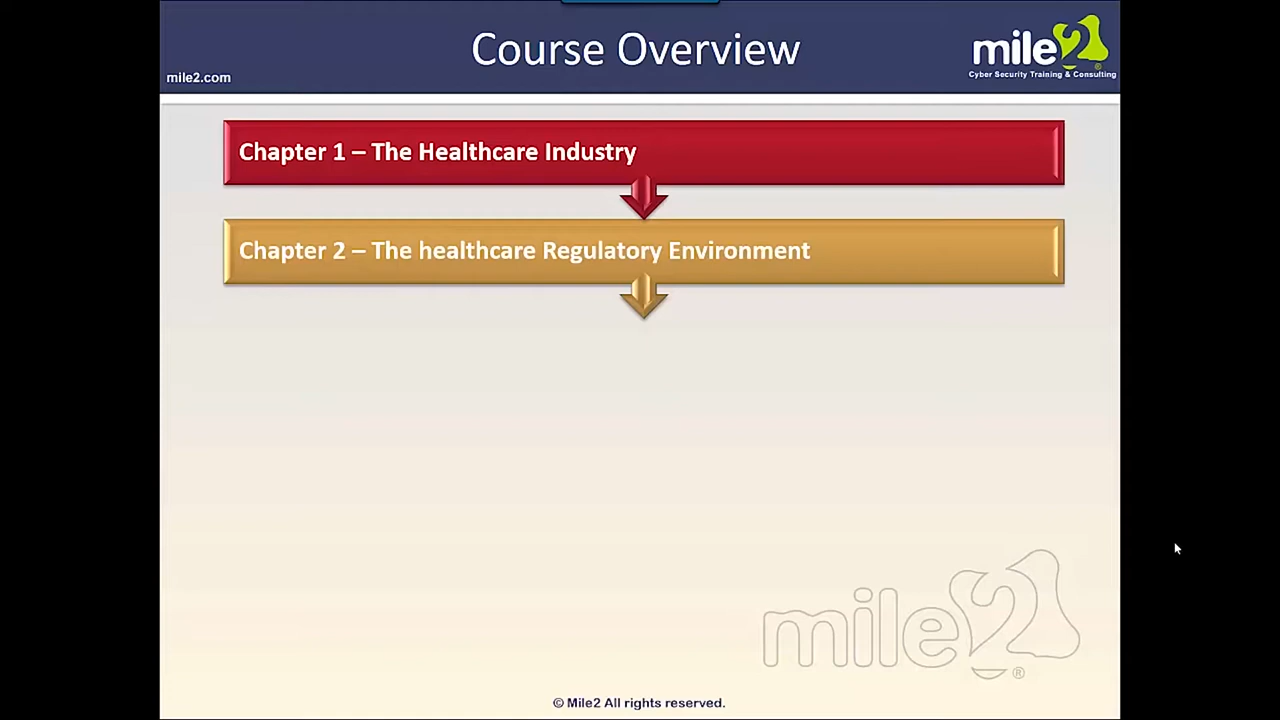 Course Overview
mile2.com
mile2®
Cyber Security Training & Consulting
Chapter 1 – The Healthcare Industry
Chapter 2 – The healthcare Regulatory Environment
mile2®
© Mile2 All rights reserved.